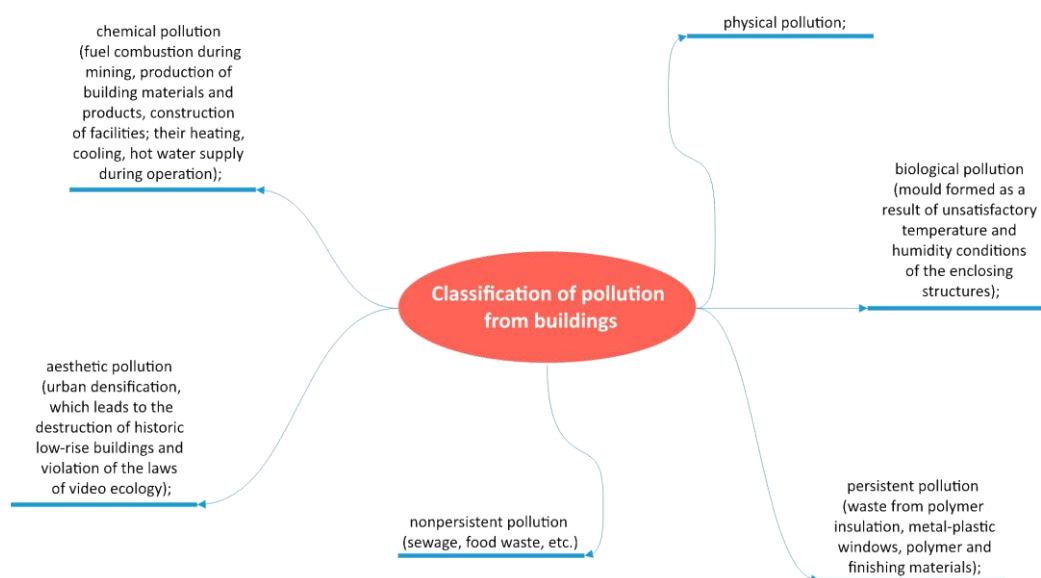 chemical pollution
(fuel combustion during
mining, production of
building materials and
products, construction
of facilities; their heating,
cooling, hot water supply
during operation);
physical pollution;
biological pollution
(mould formed as a
result of unsatisfactory
temperature and
humidity conditions
of the enclosing
structures);
Classification of pollution
from buildings
aesthetic pollution
(urban densification,
which leads to the
destruction of historic
low-rise buildings and
violation of the laws
of video ecology);
nonpersistent pollution
(sewage, food waste, etc.)
persistent pollution
(waste from polymer
insulation, metal-plastic
windows, polymer and
finishing materials);